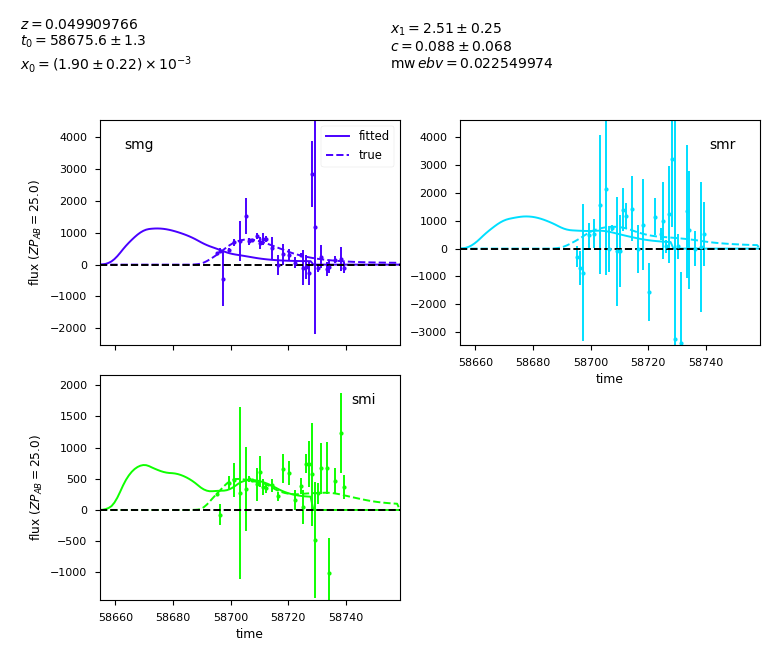 z = 0.049909766
t₀ = 58675.6 ± 1.3
x₀ = (1.90 ± 0.22) × 10⁻³
x₁ = 2.51 ± 0.25
c = 0.088 ± 0.068
mw ebv = 0.022549974
smg
fitted
true
4000
3000
2000
1000
0
−1000
−2000
flux (ZP_AB = 25.0)
smr
4000
3000
2000
1000
0
−1000
−2000
−3000
58660 58680 58700 58720 58740
time
smi
2000
1500
1000
500
0
−500
−1000
flux (ZP_AB = 25.0)
58660 58680 58700 58720 58740
time